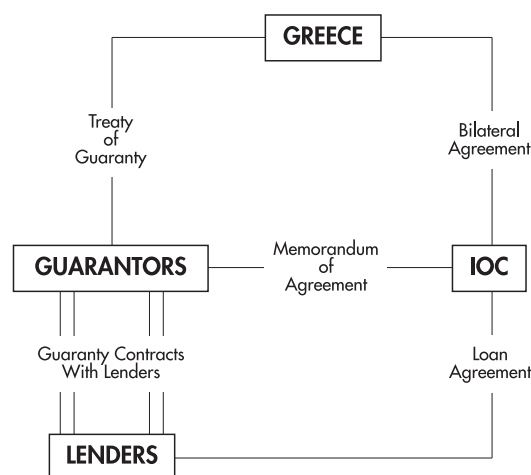 GREECE
Treaty
of
Guaranty
Bilateral
Agreement
GUARANTORS
Memorandum
of
Agreement
IOC
Guaranty Contracts
With Lenders
Loan
Agreement
LENDERS